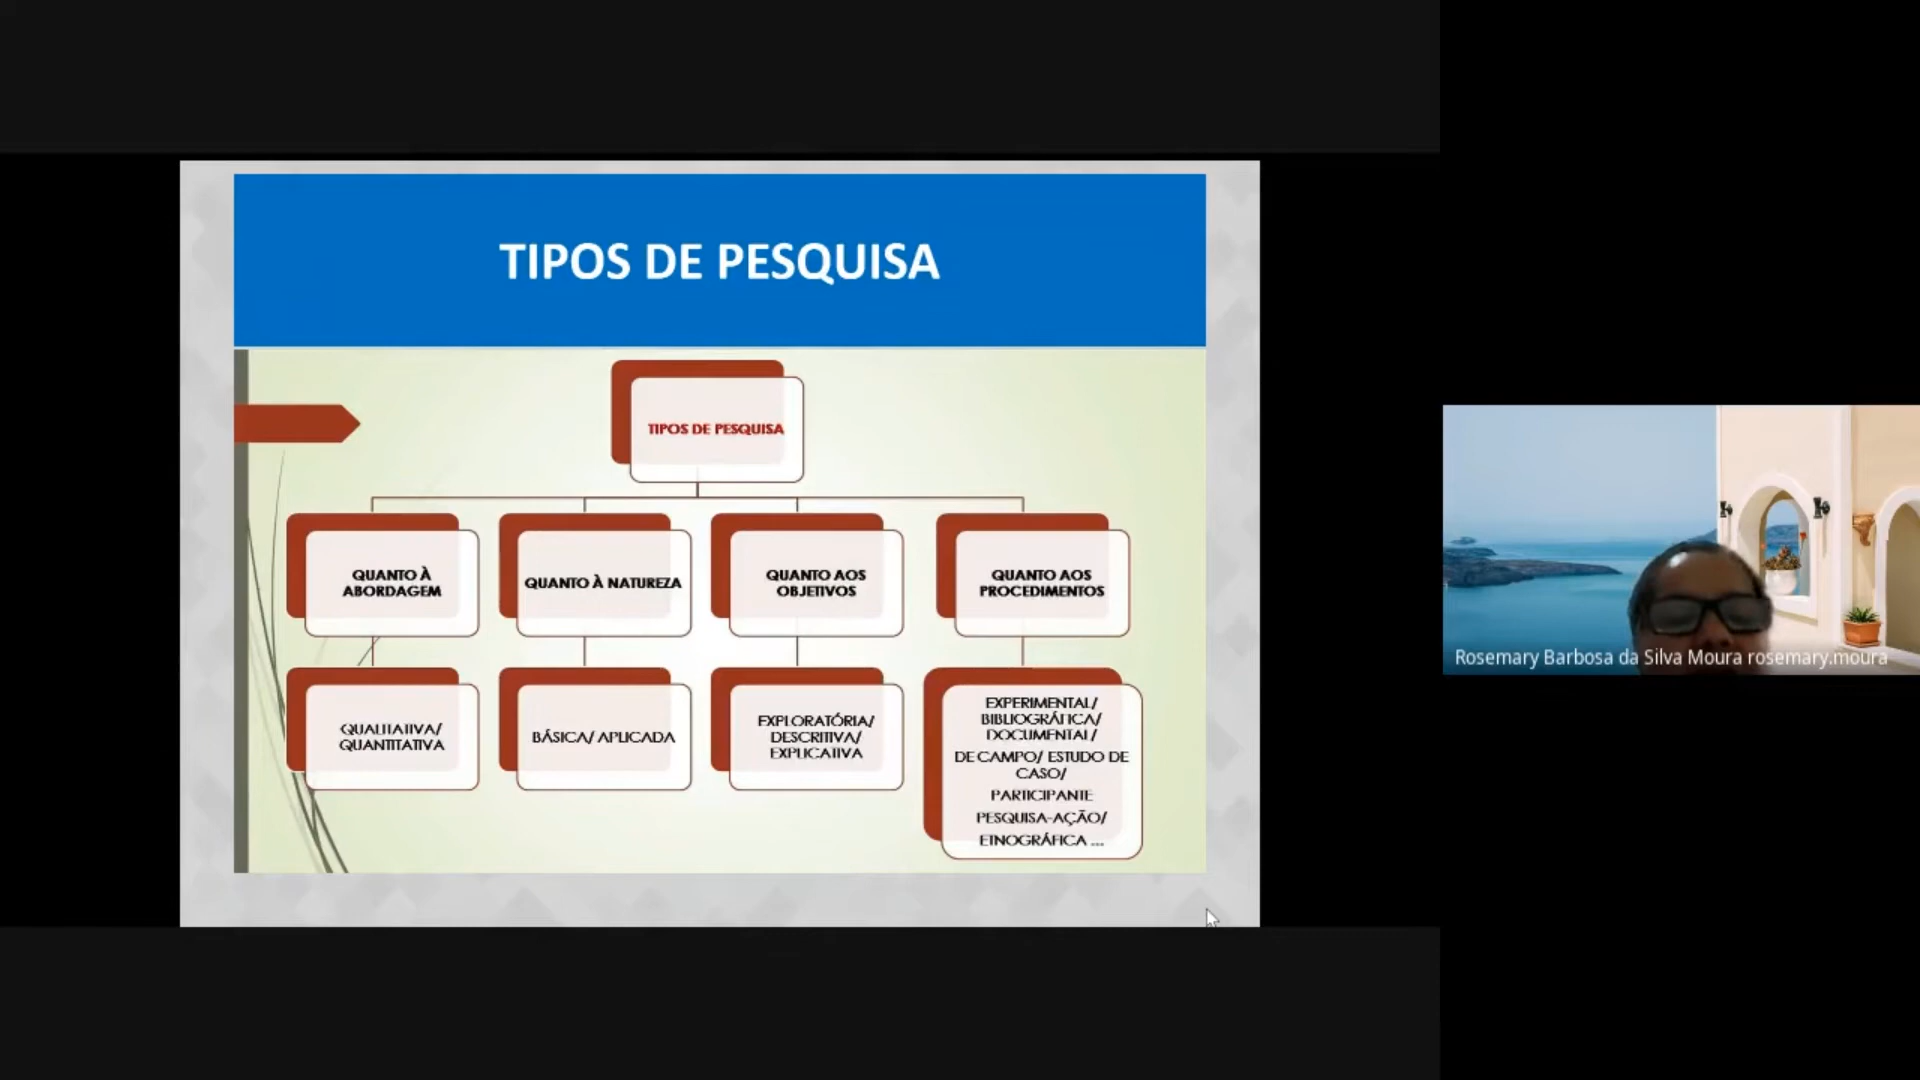 TIPOS DE PESQUISA
TIPOS DE PESQUISA
QUANTO À
ABORDAGEM
QUANTO À NATUREZA
QUANTO AOS
OBJETIVOS
QUANTO AOS
PROCEDIMENTOS
QUALITATIVA/
QUANTITATIVA
BÁSICA/ APLICADA
EXPLORATÓRIA/
DESCRITIVA/
EXPLICATIVA
EXPERIMENTAL/
BIBLIOGRÁFICA/
DOCUMENTAL/
DE CAMPO/ ESTUDO DE
CASO/
PARTICIPANTE
PESQUISA-AÇÃO/
ETNOGRÁFICA ...
Rosemary Barbosa da Silva Moura rosemary.moura